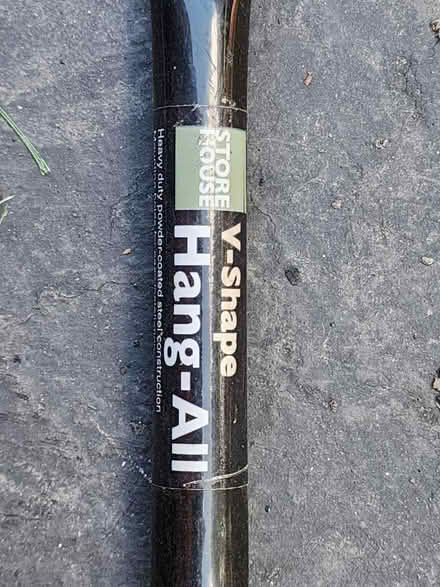 STORE
HOUSE
V-Shape
Hang-All
Heavy duty powder-coated steel construction